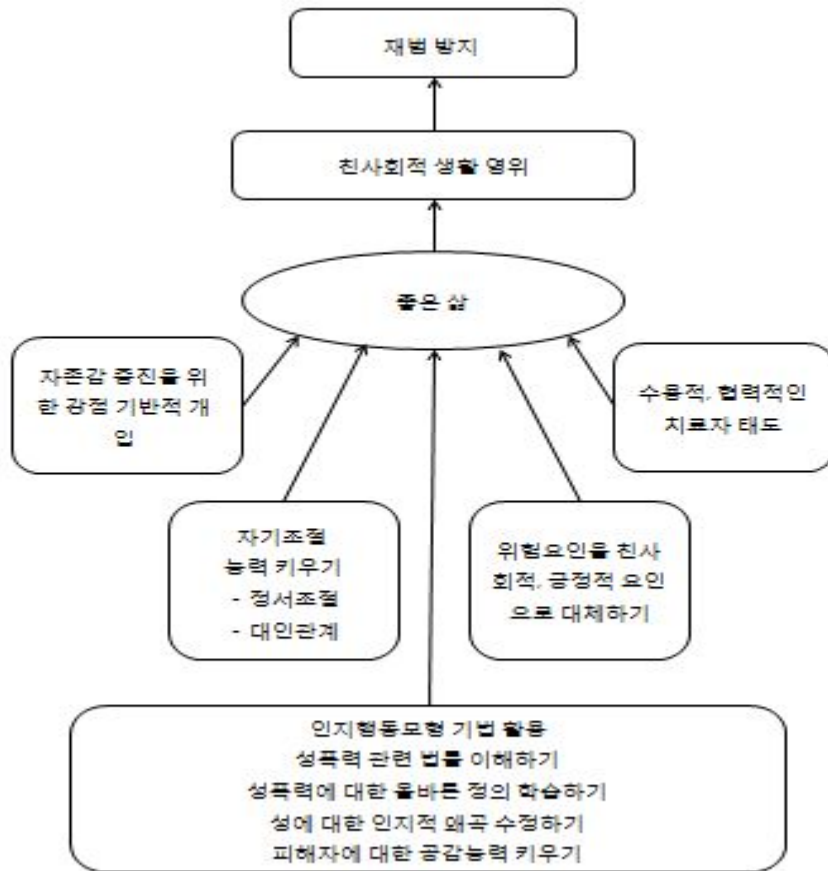 재범 방지
친사회적 생활 영위
좋은 삶
자존감 증진을 위
한 강점 기반적 개
입
수용적, 협력적인
치료자 태도
자기조절
능력 키우기
- 정서조절
- 대인관계
위험요인을 친사
회적, 긍정적 요인
으로 대체하기
인지행동모형 기법 활용
성폭력 관련 법률 이해하기
성폭력에 대한 올바른 정의 학습하기
성에 대한 인지적 왜곡 수정하기
피해자에 대한 공감능력 키우기